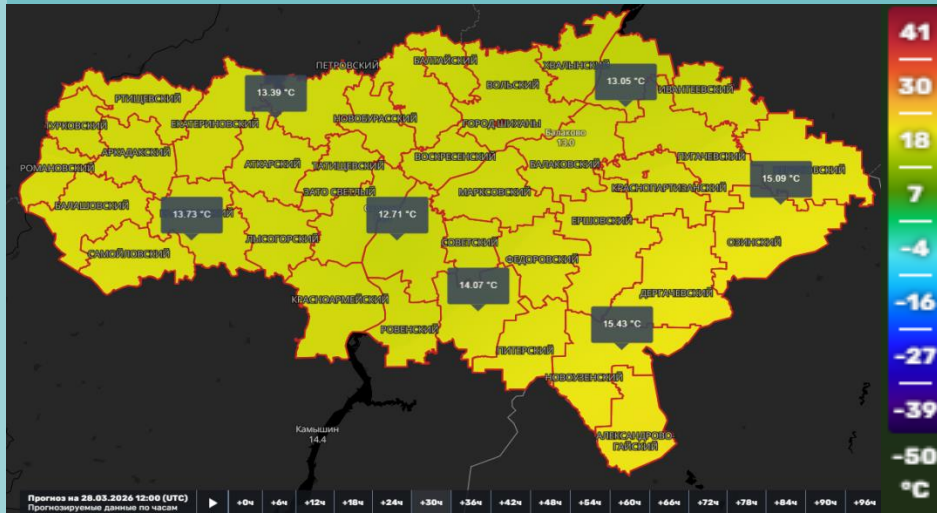 41
30
18
7
-4
-16
-27
-39
-50
°C
БАЛТАЙСКИЙ
ПЕТРОВСКИЙ
ХВАЛЫНСКИЙ
ВОЛЬСКИЙ
13.05 °C
ИВАНТЕЕВСКИЙ
13.39 °C
РТИЩЕВСКИЙ
НОВОБУРАССКИЙ
ЕКАТЕРИНОВСКИЙ
ГОРОД ШИХАНЫ
ТУРКОВСКИЙ
АРКАДАКСКИЙ
ВОСКРЕСЕНСКИЙ
ПУГАЧЕВСКИЙ
РОМАНОВСКИЙ
АТКАРСКИЙ
ТАТИЩЕВСКИЙ
БАЛАКОВСКИЙ
15.09 °C
КРАСНОПАРТИЗАНСКИЙ
ЗАТО СВЕТЛЫЙ
МАРКСОВСКИЙ
БАЛАШОВСКИЙ
13.73 °C
12.71 °C
ЕРШОВСКИЙ
ЛЫСОГОРСКИЙ
СОВЕТСКИЙ
ОЗИНСКИЙ
САМОЙЛОВСКИЙ
ФЕДОРОВСКИЙ
14.07 °C
ДЕРГАЧЕВСКИЙ
КРАСНОАРМЕЙСКИЙ
15.43 °C
РОВЕНСКИЙ
ПИТЕРСКИЙ
НОВОУЗЕНСКИЙ
Камышин
14.4
АЛЕКСАНДРОВО
ГАЙСКИЙ
Прогноз на 28.03.2026 12:00 (UTC)
Прогнозируемые данные по часам
+0ч +6ч +12ч +18ч +24ч +30ч +36ч +42ч +48ч +54ч +60ч +66ч +72ч +78ч +84ч +90ч +96ч